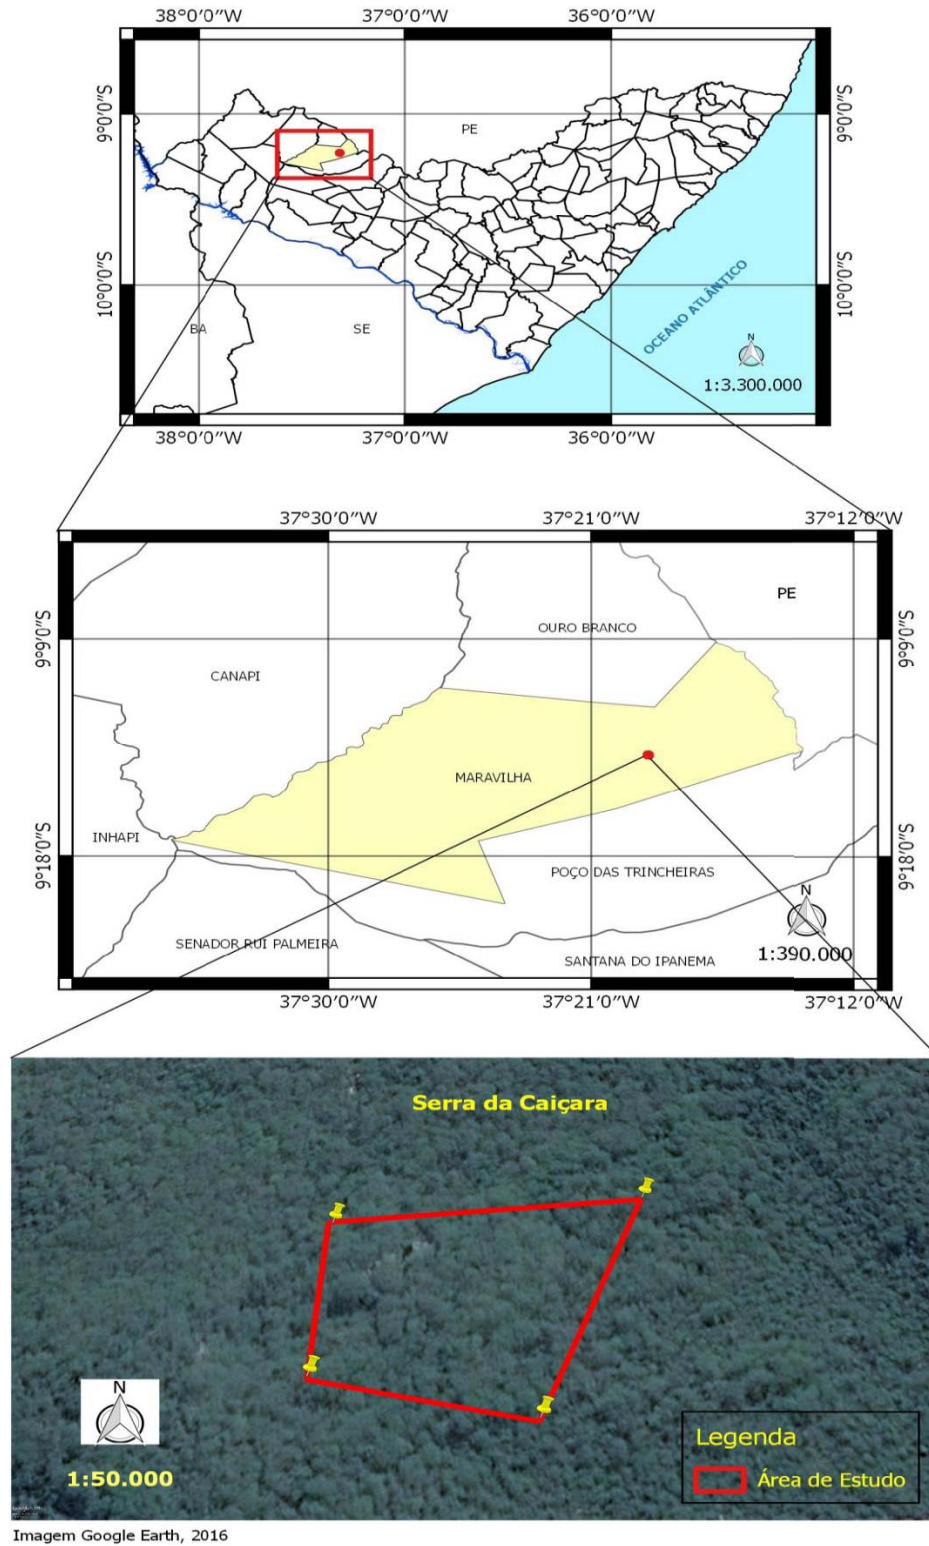 38°0'0"W 37°0'0"W 36°0'0"W
9°0'0"S 9°0'0"S
PE
10°0'0"S 10°0'0"S
OCEANO ATLÂNTICO
BA SE
N
1:3.300.000
38°0'0"W 37°0'0"W 36°0'0"W
37°30'0"W 37°21'0"W 37°12'0"W
PE
9°9'0"S 9°9'0"S
OURO BRANCO
CANAPI
MARAVILHA
INHAPI
9°18'0"S 9°18'0"S
POÇO DAS TRINCHEIRAS
N
SENADOR RUI PALMEIRA
1:390.000
SANTANA DO IPANEMA
37°30'0"W 37°21'0"W 37°12'0"W
Serra da Caiçara
N
1:50.000
Legenda
Área de Estudo
Imagem Google Earth, 2016